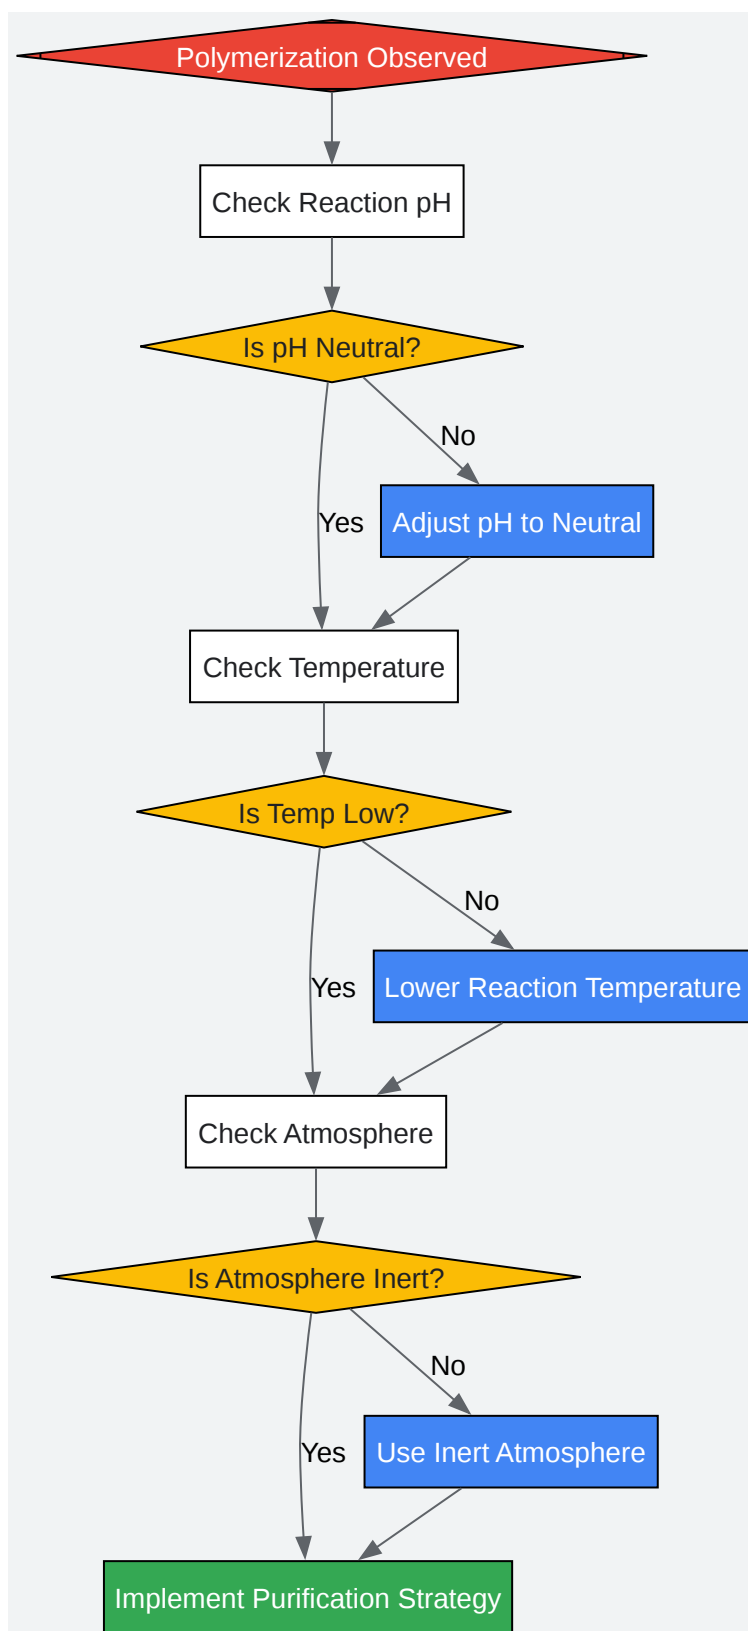 Polymerization Observed
Check Reaction pH
Is pH Neutral?
No
Yes
Adjust pH to Neutral
Check Temperature
Is Temp Low?
No
Yes
Lower Reaction Temperature
Check Atmosphere
Is Atmosphere Inert?
No
Yes
Use Inert Atmosphere
Implement Purification Strategy